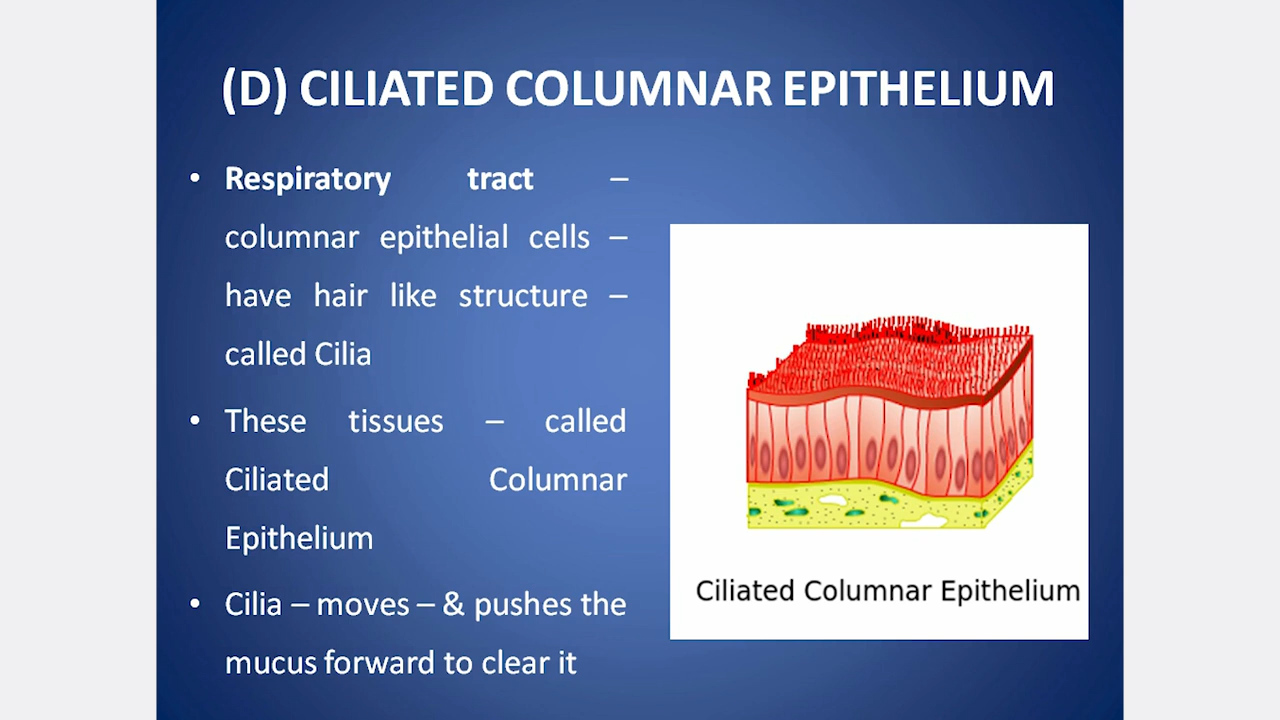 (D) CILIATED COLUMNAR EPITHELIUM
• Respiratory tract –
columnar epithelial cells –
have hair like structure –
called Cilia
• These tissues – called
Ciliated Columnar
Epithelium
• Cilia – moves – & pushes the
mucus forward to clear it
Ciliated Columnar Epithelium